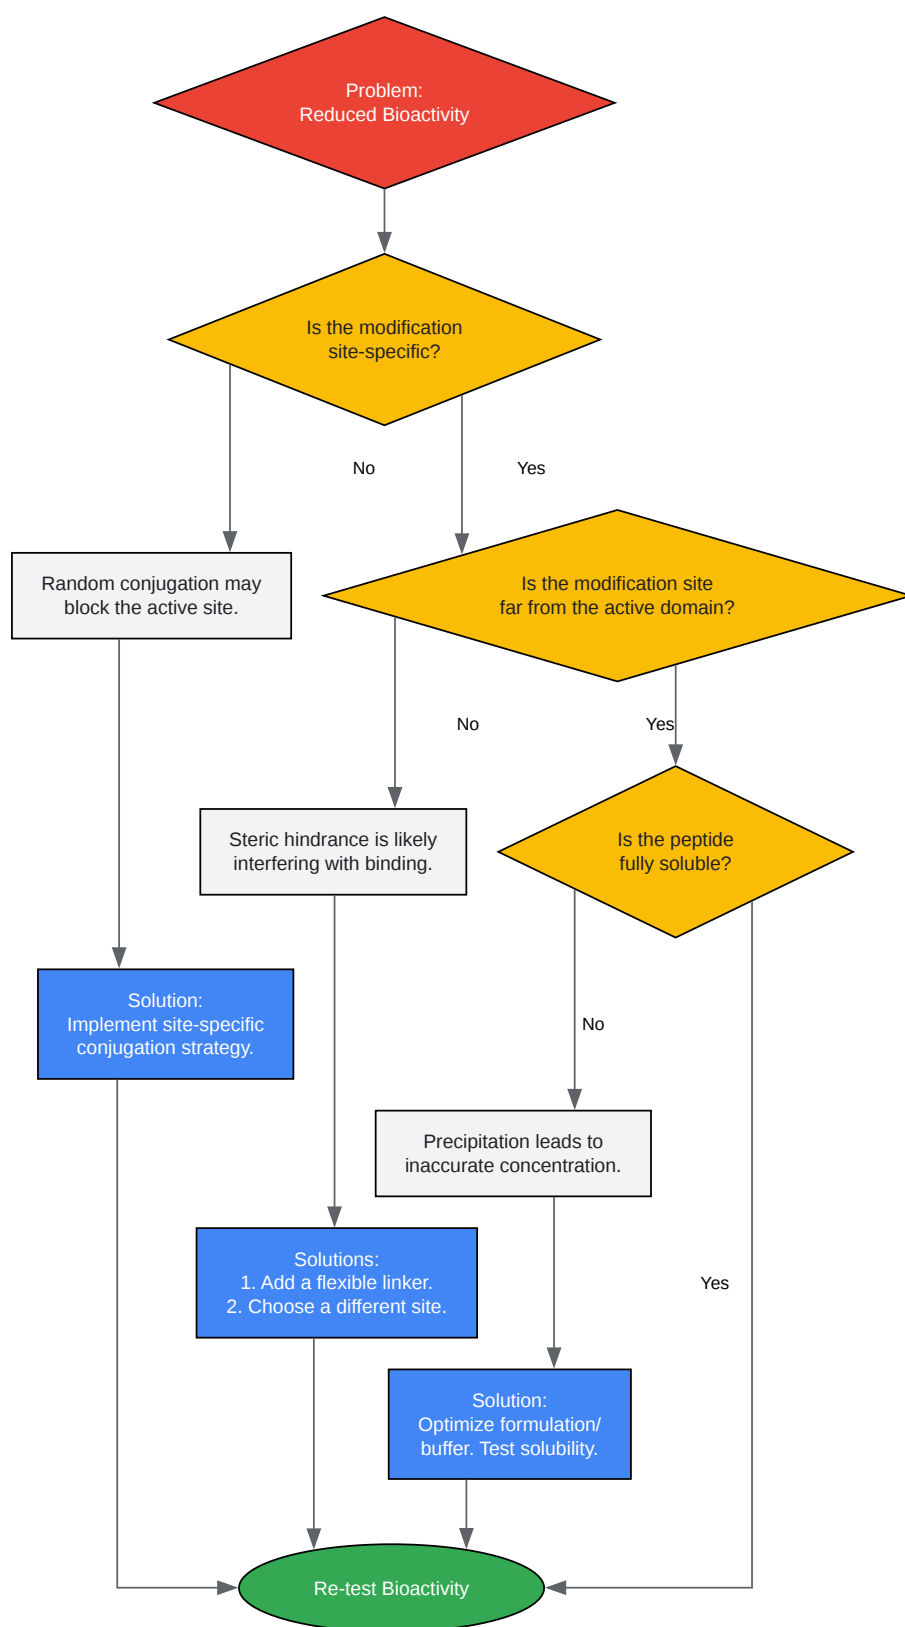 Problem:
Reduced Bioactivity
Is the modification
site-specific?
No
Yes
Random conjugation may
block the active site.
Is the modification site
far from the active domain?
No
Yes
Steric hindrance is likely
interfering with binding.
Is the peptide
fully soluble?
Solution:
Implement site-specific
conjugation strategy.
No
Precipitation leads to
inaccurate concentration.
Solutions:
1. Add a flexible linker.
2. Choose a different site.
Yes
Solution:
Optimize formulation/
buffer. Test solubility.
Re-test Bioactivity